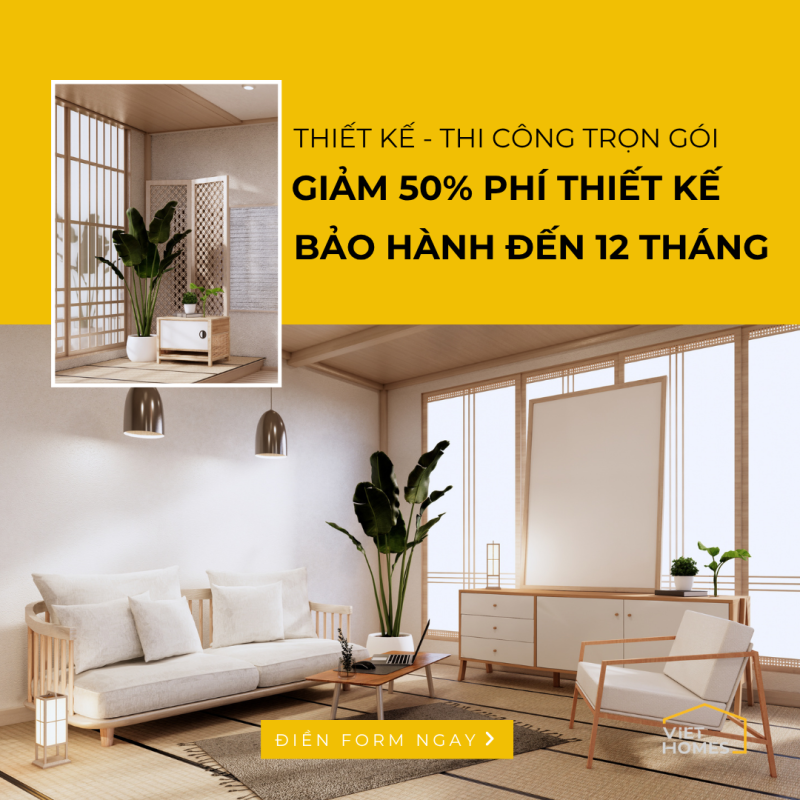 THIẾT KẾ - THI CÔNG TRỌN GÓI
GIẢM 50% PHÍ THIẾT KẾ
BẢO HÀNH ĐẾN 12 THÁNG
ĐIỀN FORM NGAY
VIET
HOMES